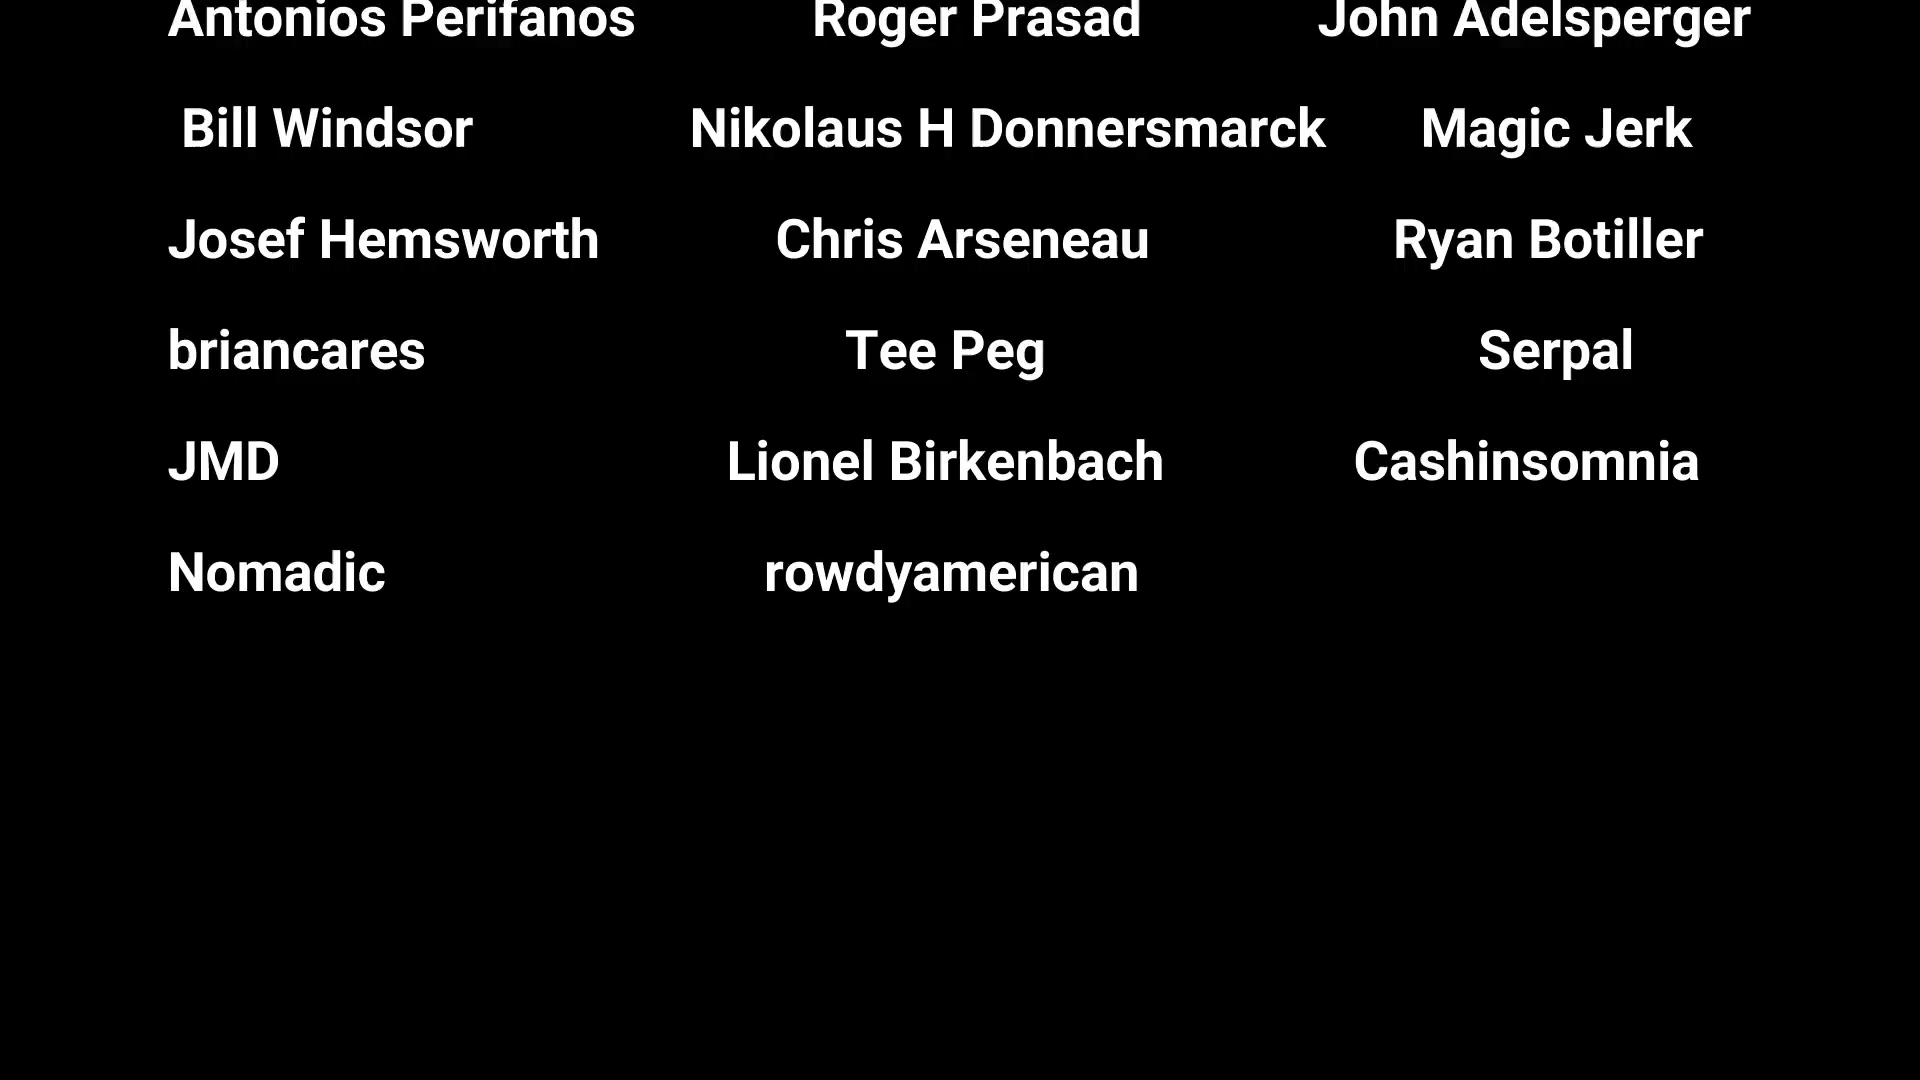 Antonios Perifanos Roger Prasad John Adelsperger
Bill Windsor Nikolaus H Donnersmarck Magic Jerk
Josef Hemsworth Chris Arseneau Ryan Botiller
briancares Tee Peg Serpal
JMD Lionel Birkenbach Cashinsomnia
Nomadic rowdyamerican